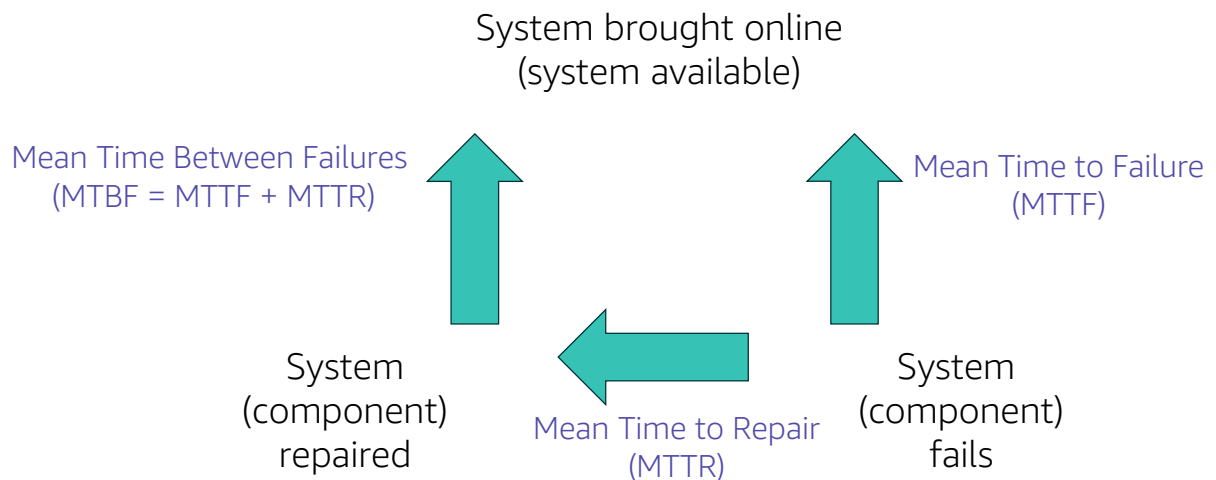 System brought online
(system available)
Mean Time Between Failures
(MTBF = MTTF + MTTR)
Mean Time to Failure
(MTTF)
System
(component)
repaired
Mean Time to Repair
(MTTR)
System
(component)
fails